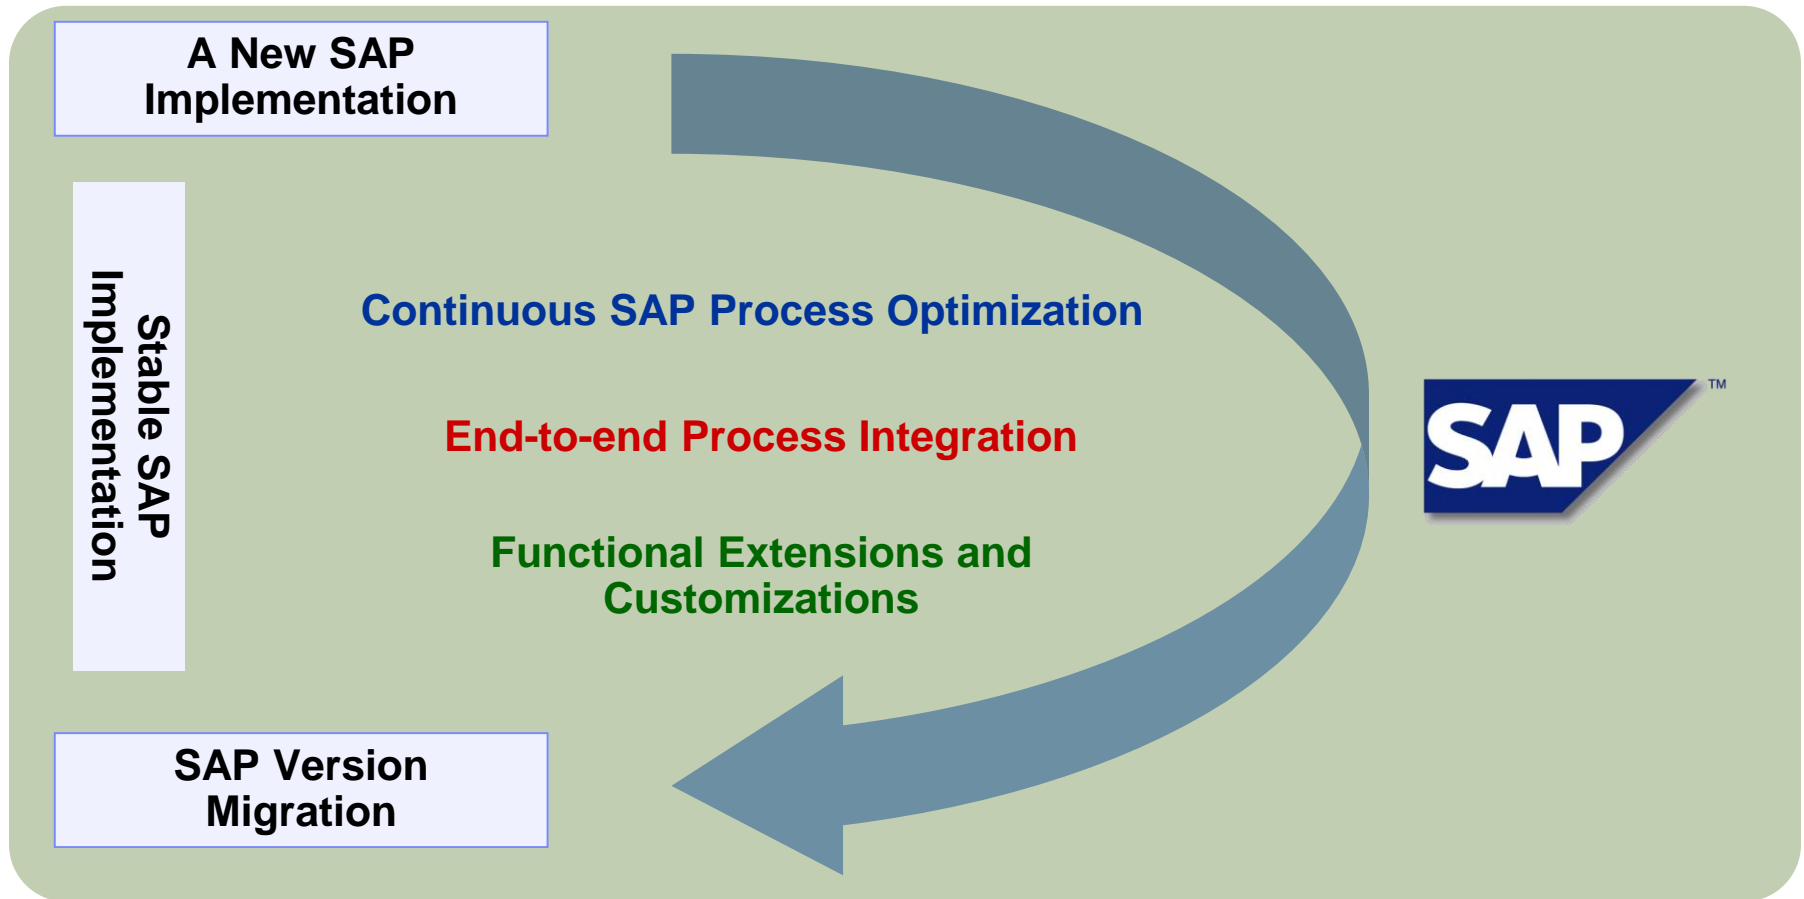 A New SAP
Implementation
Stable SAP
Implementation
Continuous SAP Process Optimization
End-to-end Process Integration
Functional Extensions and
Customizations
SAP
TM
SAP Version
Migration